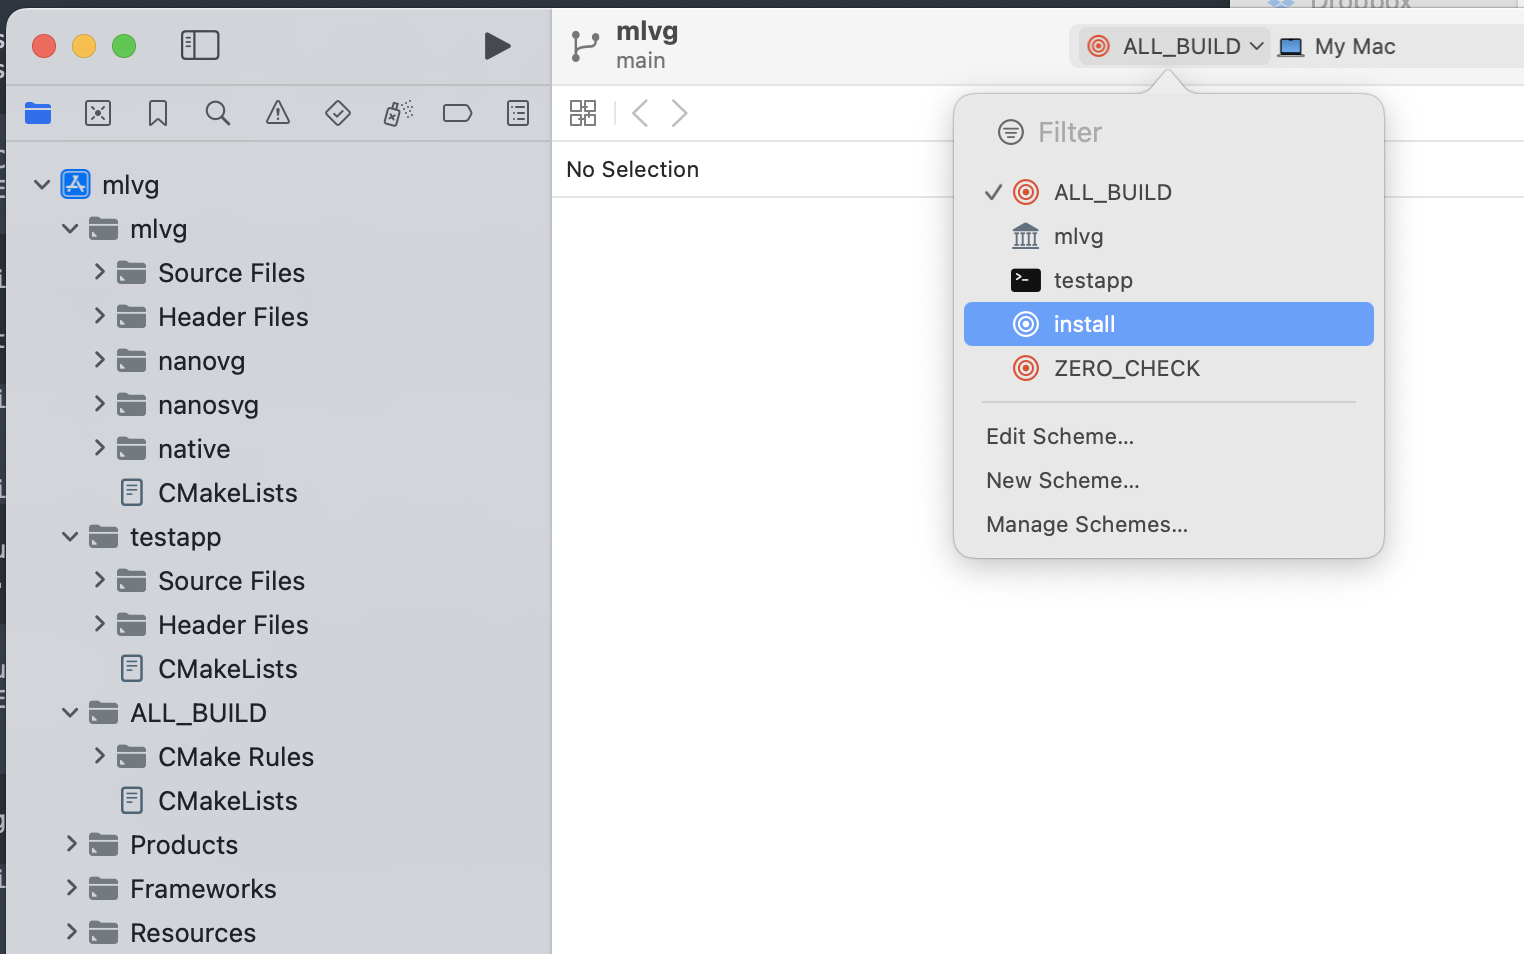 Dropbox
mlvg
main
ALL_BUILD
My Mac
No Selection
mlvg
mlvg
Source Files
Header Files
nanovg
nanosvg
native
CMakeLists
testapp
Source Files
Header Files
CMakeLists
ALL_BUILD
CMake Rules
CMakeLists
Products
Frameworks
Resources
Filter
ALL_BUILD
mlvg
testapp
install
ZERO_CHECK
Edit Scheme...
New Scheme...
Manage Schemes...